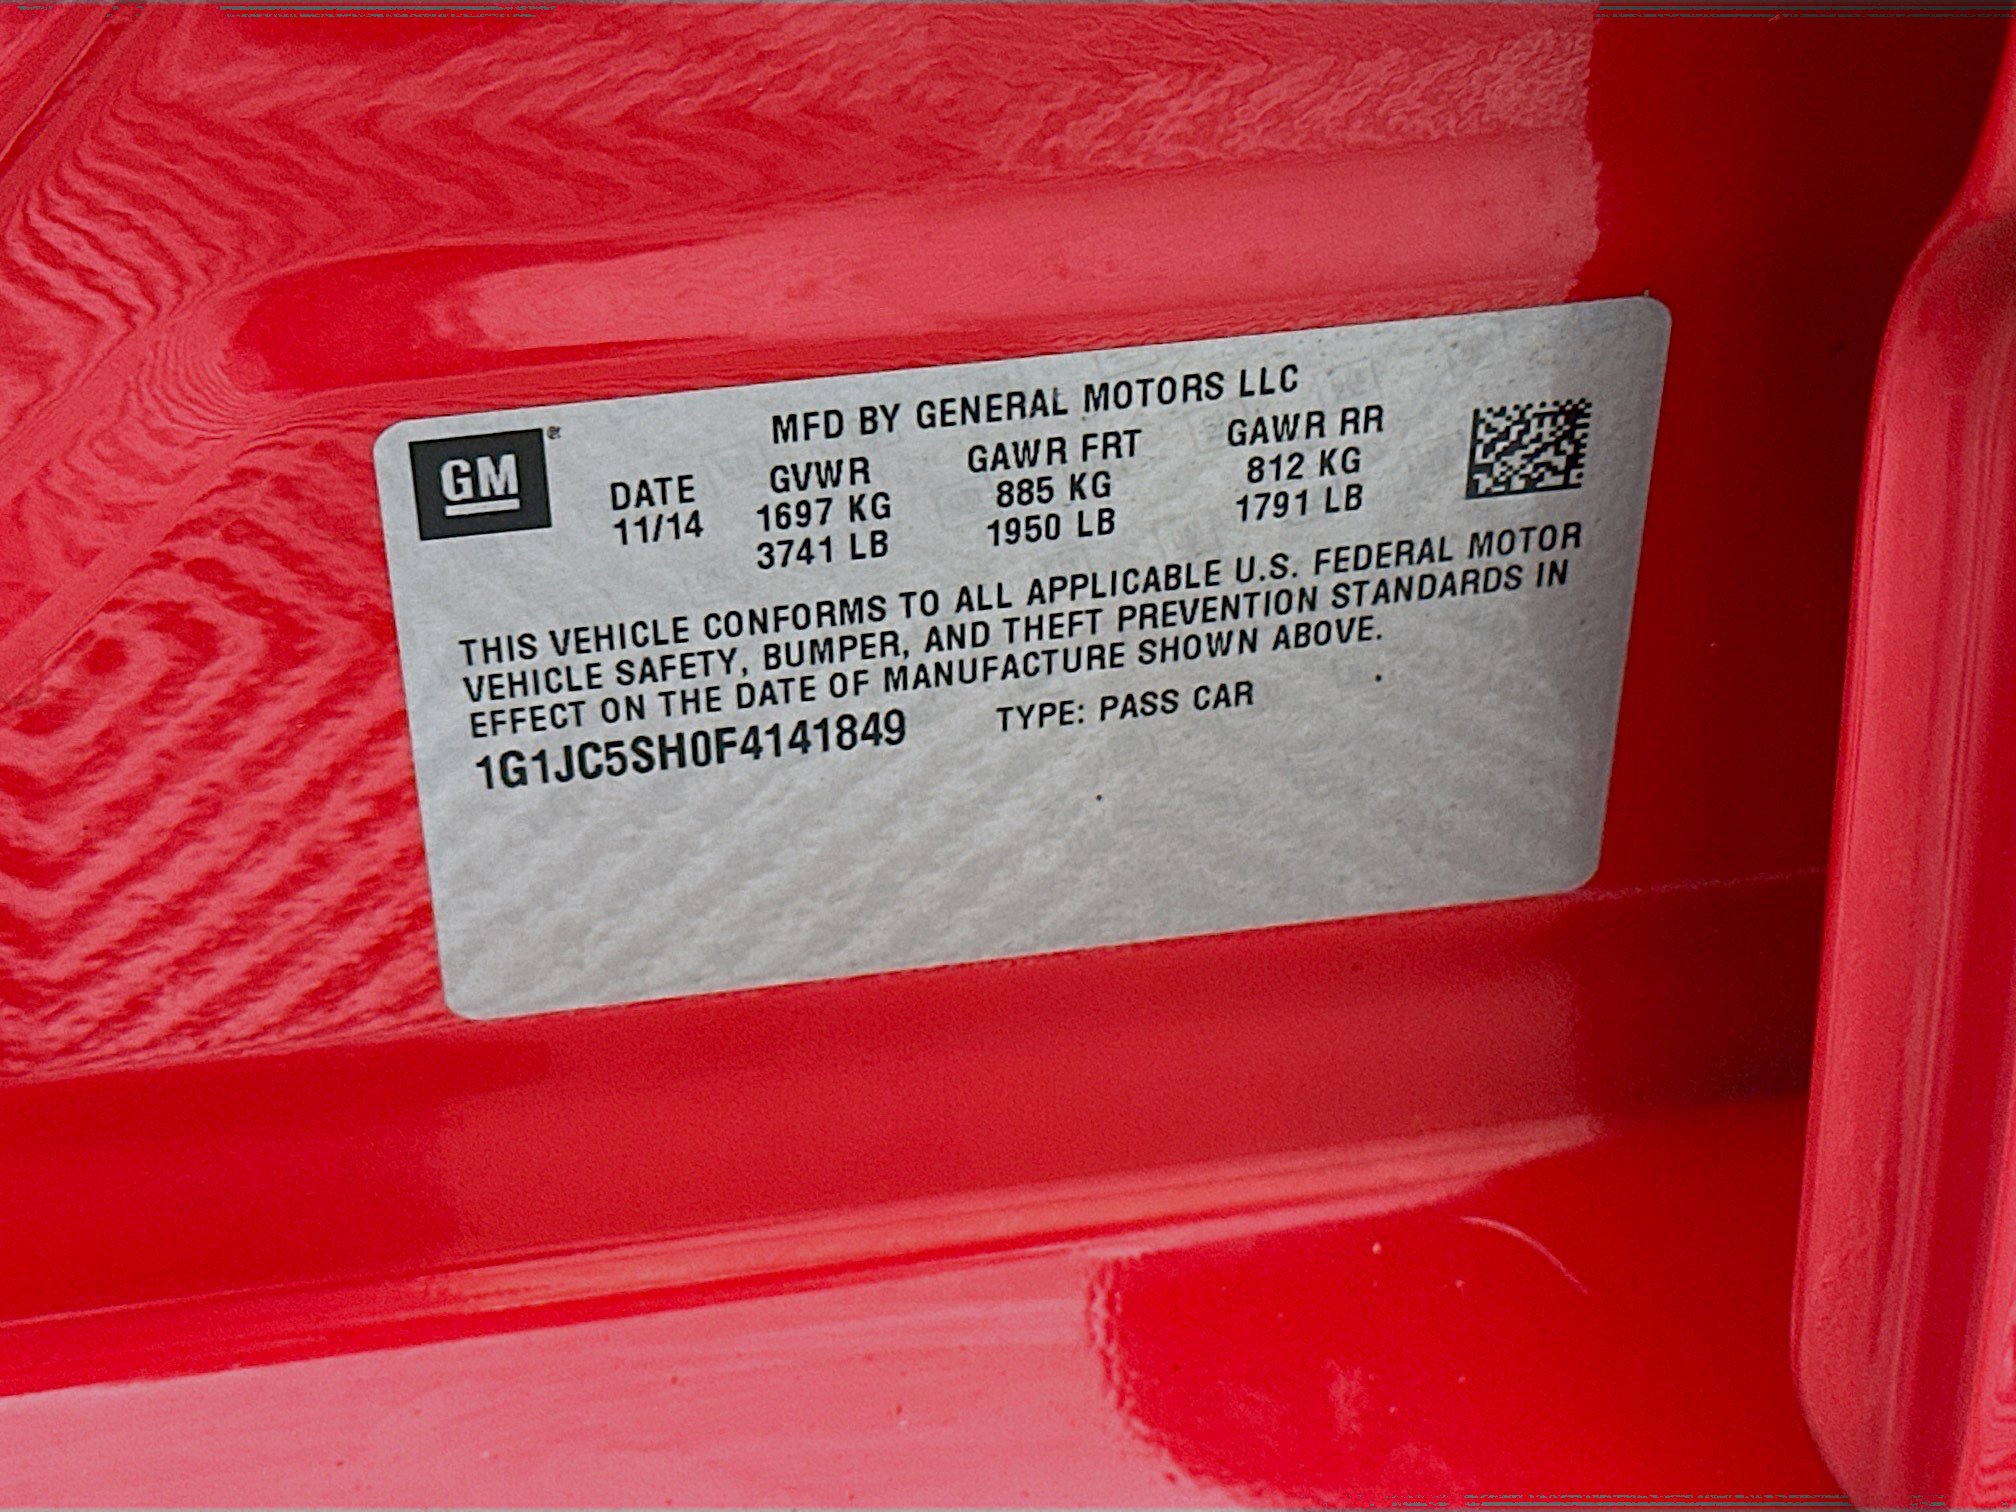 GM
MFD BY GENERAL MOTORS LLC
DATE GVWR GAWR FRT GAWR RR
11/14 1697 KG 885 KG 812 KG
3741 LB 1950 LB 1791 LB
THIS VEHICLE CONFORMS TO ALL APPLICABLE U.S. FEDERAL MOTOR
VEHICLE SAFETY, BUMPER, AND THEFT PREVENTION STANDARDS IN
EFFECT ON THE DATE OF MANUFACTURE SHOWN ABOVE.
1G1JC5SH0F4141849 TYPE: PASS CAR